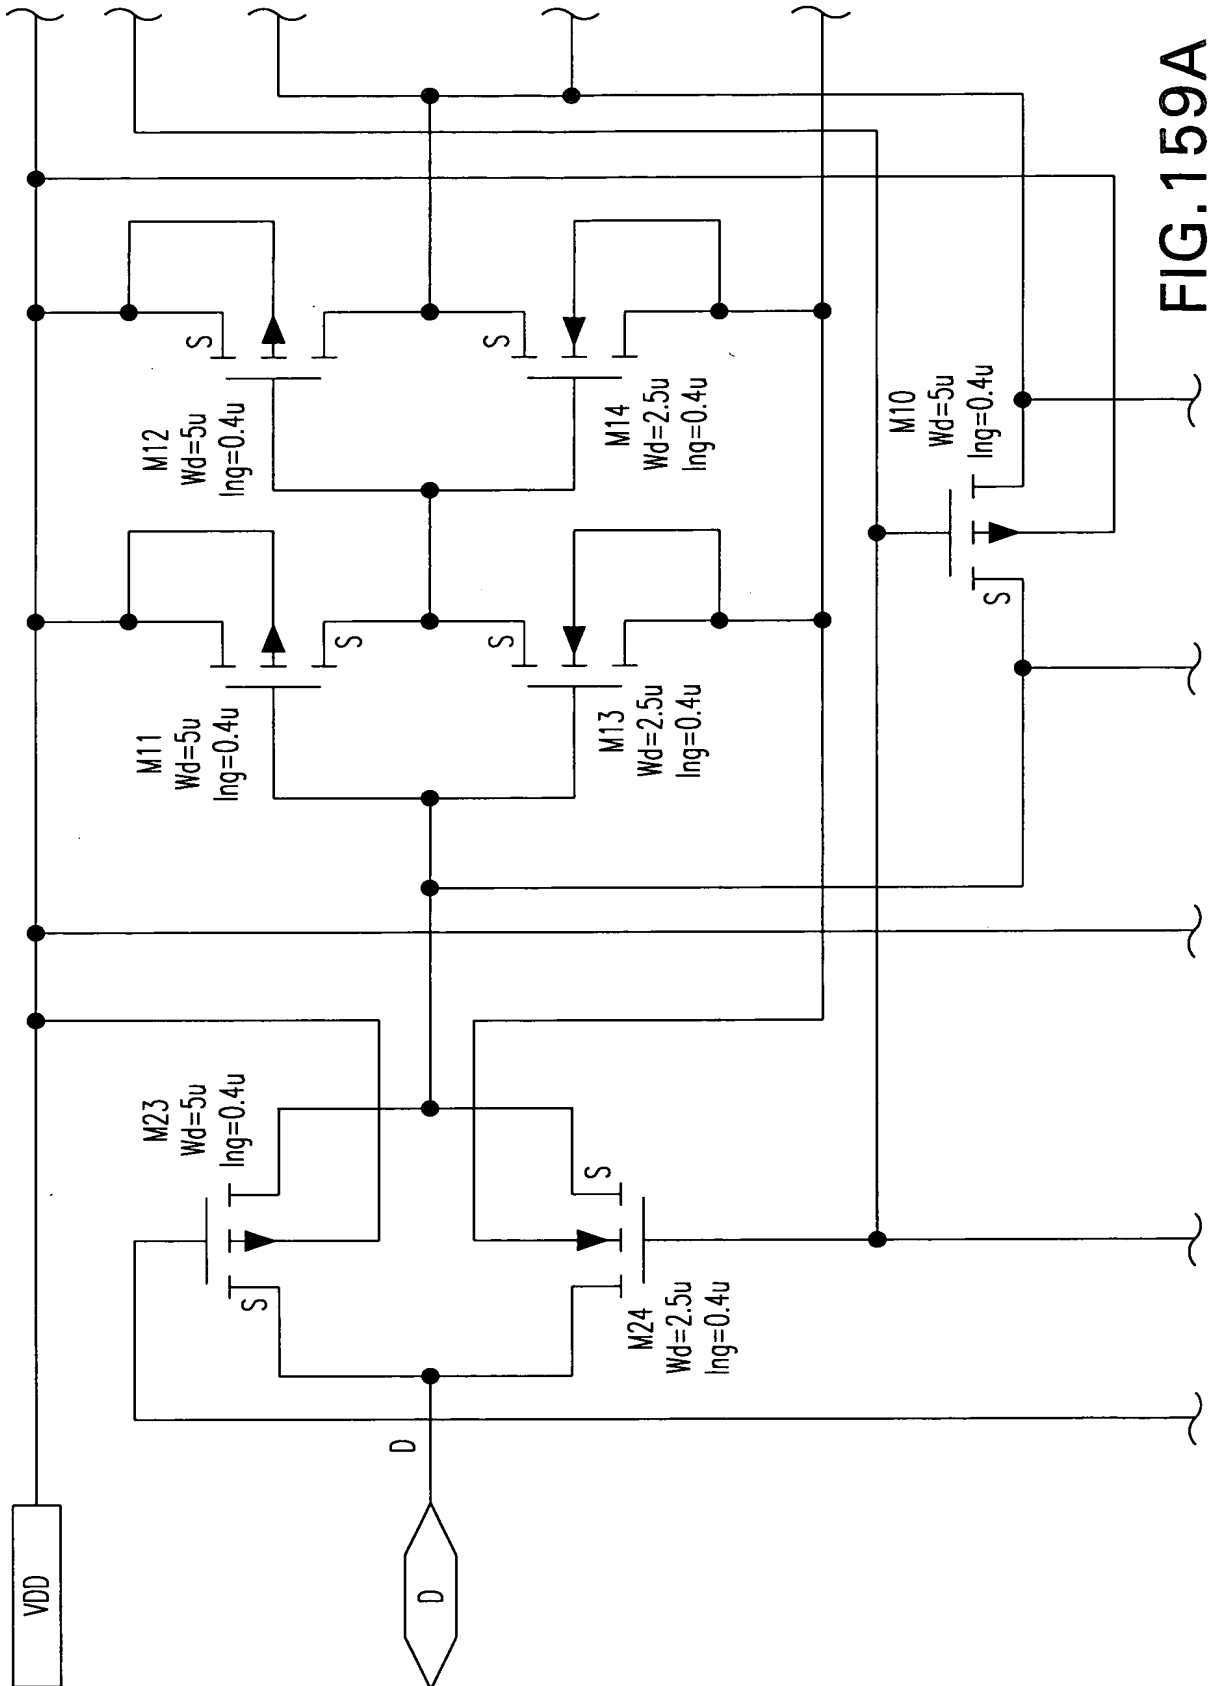 VDD
D
D
M23
Wd=5u
lng=0.4u
S
S
M24
Wd=2.5u
lng=0.4u
M11
Wd=5u
lng=0.4u
S
S
M13
Wd=2.5u
lng=0.4u
M12
Wd=5u
lng=0.4u
S
S
M14
Wd=2.5u
lng=0.4u
M10
Wd=5u
lng=0.4u
S
FIG.159A